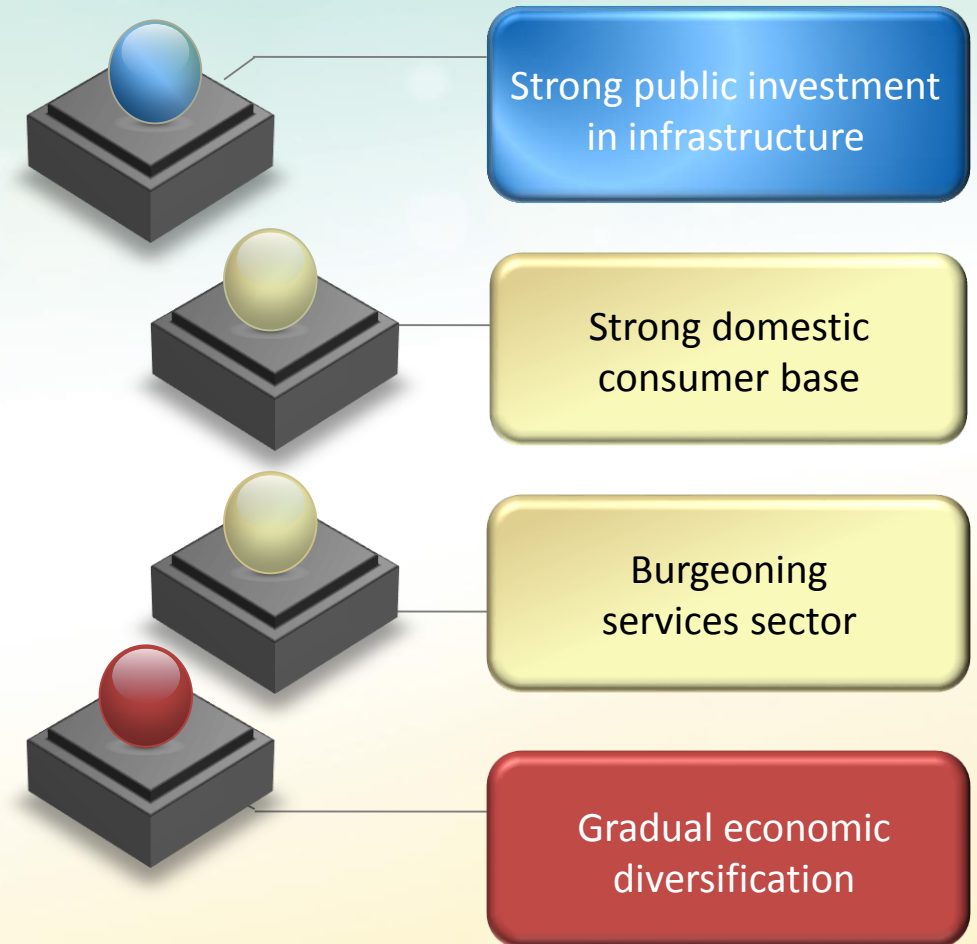 Strong public investment
in infrastructure
Strong domestic
consumer base
Burgeoning
services sector
Gradual economic
diversification